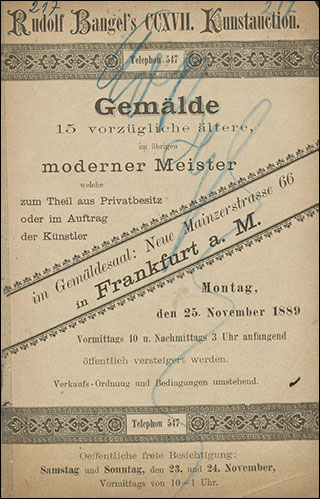 217 217
Rudolf Bangel's CCXVII. Kunstauction.
Telephon 547
Gemälde
15 vorzügliche ältere,
im übrigen
moderner Meister
welche
zum Theil aus Privatbesitz
oder im Auftrag
der Künstler
im Gemäldesaal: Neue Mainzerstrasse 66
in Frankfurt a. M.
Montag,
den 25. November 1889
Vormittags 10 u. Nachmittags 3 Uhr anfangend
öffentlich versteigert werden.
Verkaufs-Ordnung und Bedingungen umstehend.
Telephon 547
Oeffentliche freie Besichtigung:
Samstag und Sonntag, den 23. und 24. November,
Vormittags von 10–1 Uhr.